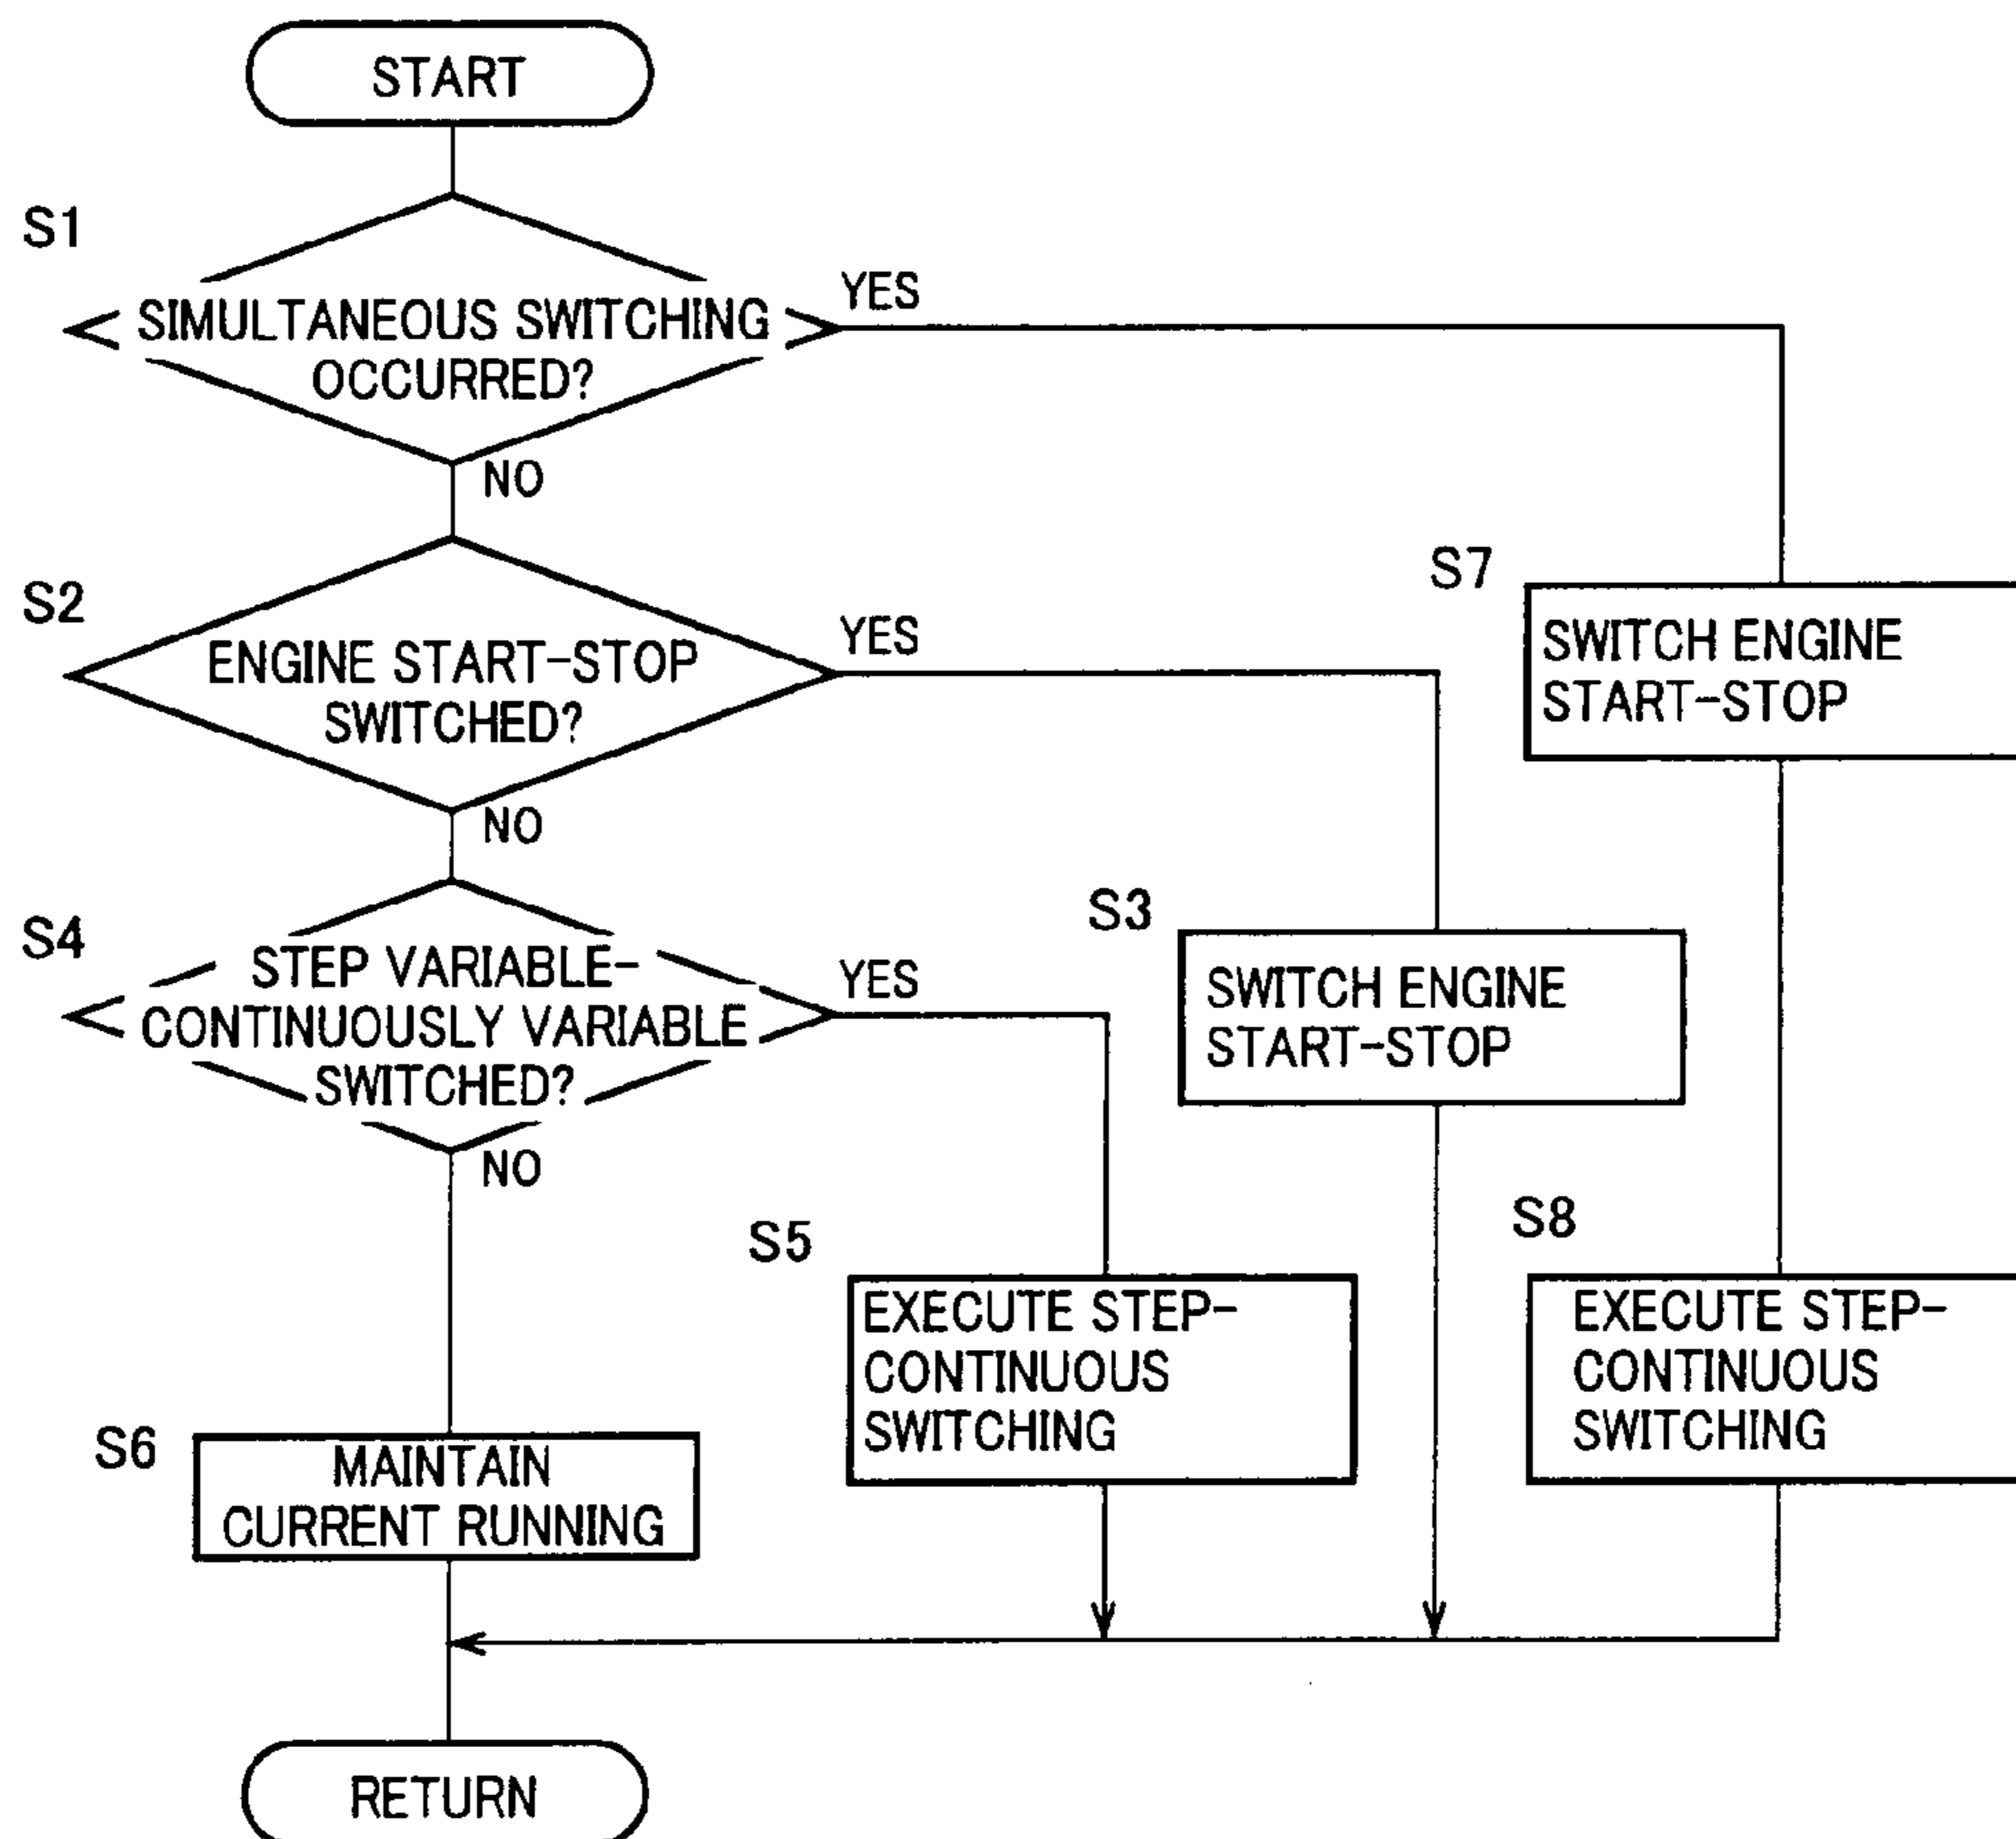 START
S1
SIMULTANEOUS SWITCHING
OCCURRED?
YES
NO
S2
ENGINE START-STOP
SWITCHED?
YES
NO
S7
SWITCH ENGINE
START-STOP
S4
STEP VARIABLE-
CONTINUOUSLY VARIABLE
SWITCHED?
YES
NO
S3
SWITCH ENGINE
START-STOP
S5
EXECUTE STEP-
CONTINUOUS
SWITCHING
S8
EXECUTE STEP-
CONTINUOUS
SWITCHING
S6
MAINTAIN
CURRENT RUNNING
RETURN